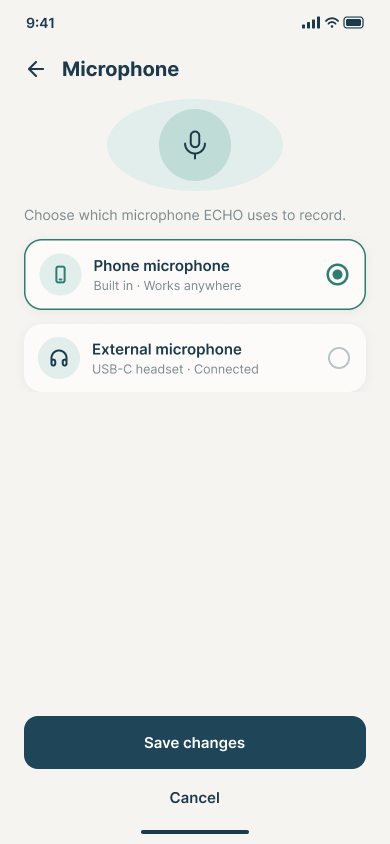 9:41
Microphone
Choose which microphone ECHO uses to record.
Phone microphone
Built in · Works anywhere
External microphone
USB-C headset · Connected
Save changes
Cancel